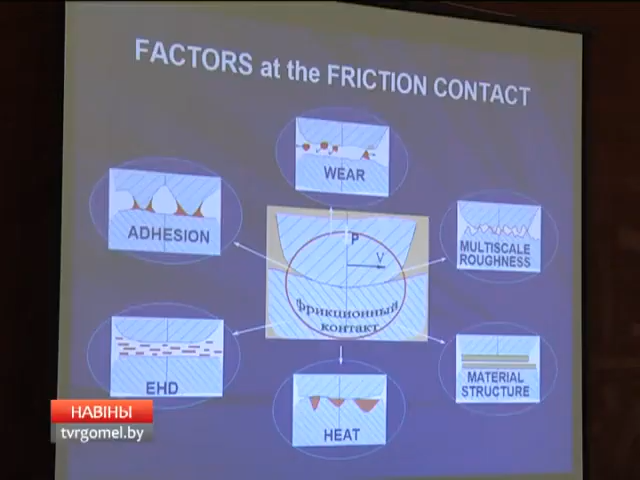 FACTORS at the FRICTION CONTACT
WEAR
ADHESION
MULTISCALE
ROUGHNESS
P
V
Фрикционный
контакт
EHD
MATERIAL
STRUCTURE
HEAT
НАВІНЫ
tvrgomel.by